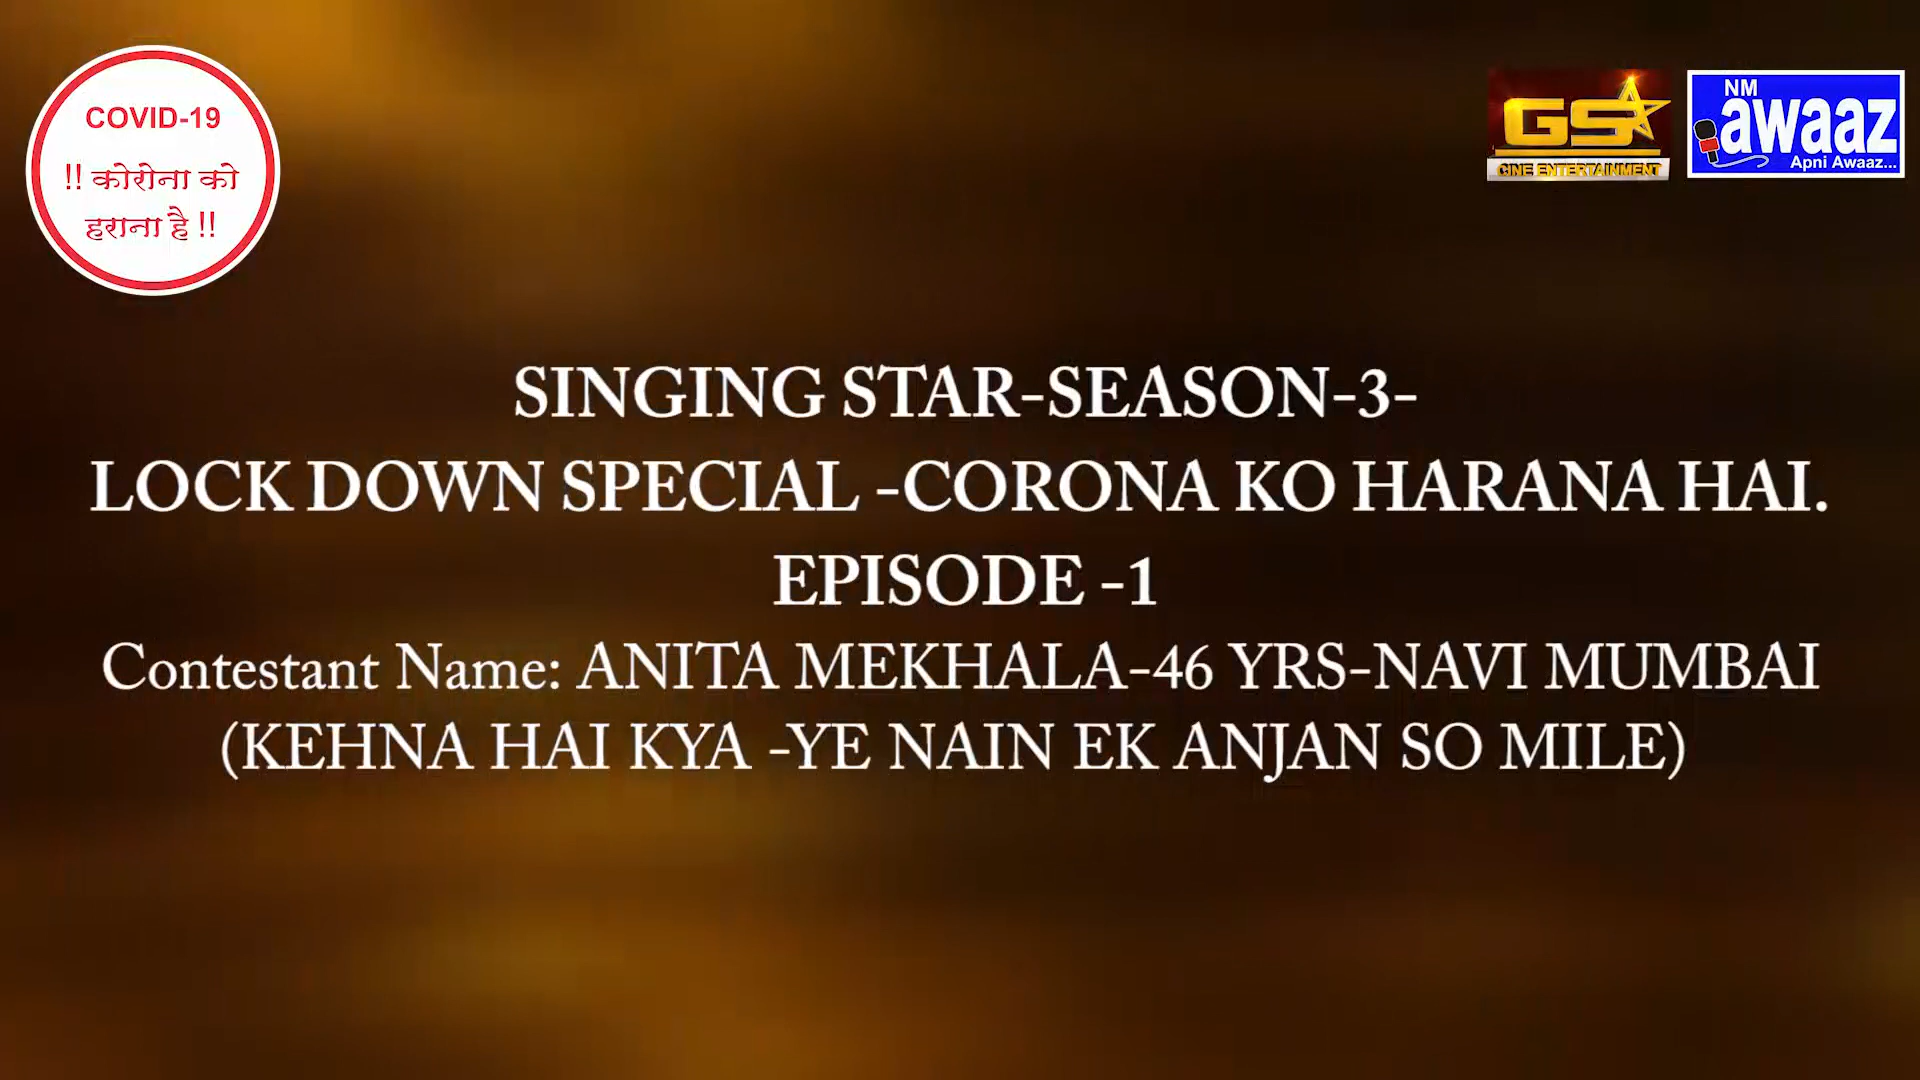 COVID-19
!! कोरोना को
हराना है !!
GS
CINE ENTERTAINMENT
NM
awaaz
Apni Awaaz...
SINGING STAR-SEASON-3-
LOCK DOWN SPECIAL -CORONA KO HARANA HAI.
EPISODE -1
Contestant Name: ANITA MEKHALA-46 YRS-NAVI MUMBAI
(KEHNA HAI KYA -YE NAIN EK ANJAN SO MILE)